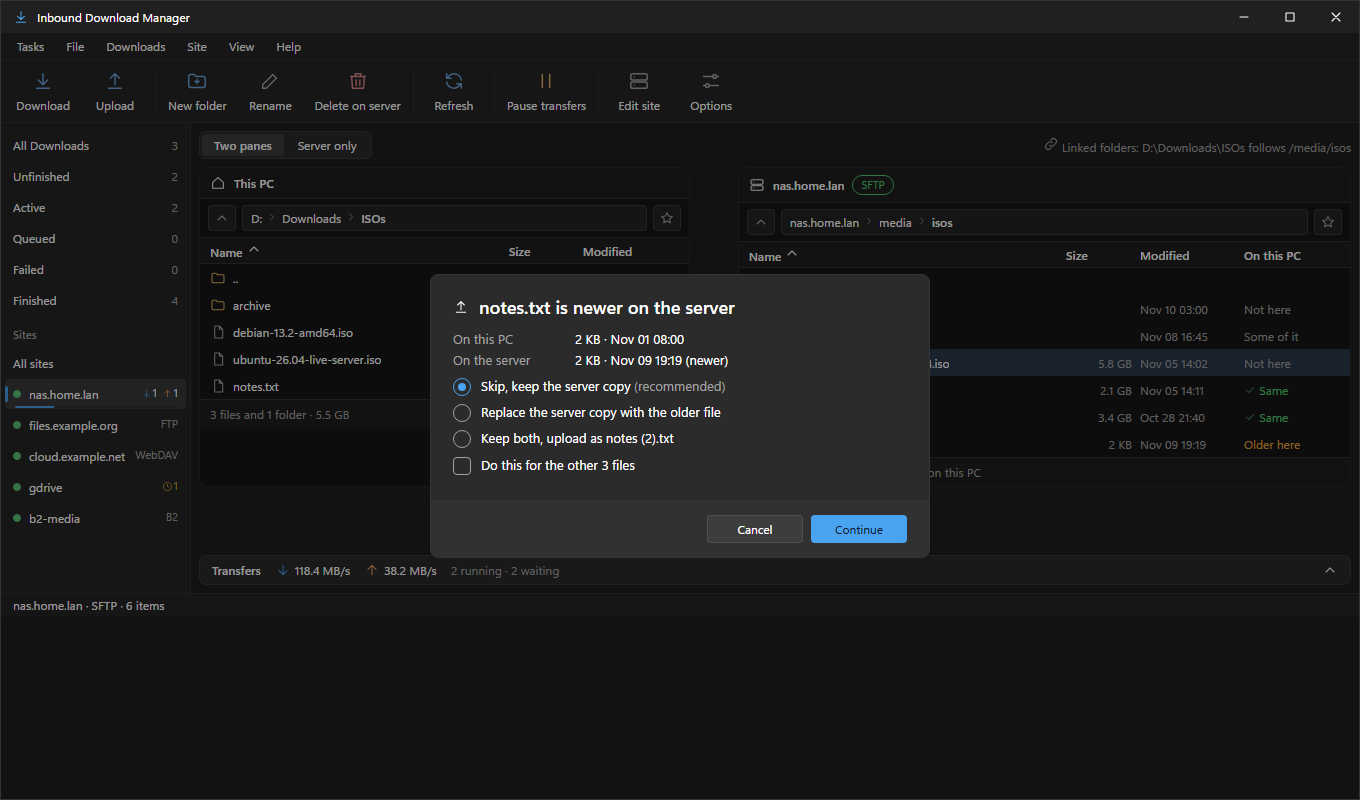 Inbound Download Manager
Tasks File Downloads Site View Help
Download Upload New folder Rename Delete on server Refresh Pause transfers Edit site Options
All Downloads 3
Unfinished 2
Active 2
Queued 0
Failed 0
Finished 4
Sites
All sites
nas.home.lan 1 1
files.example.org FTP
cloud.example.net WebDAV
gdrive 1
b2-media B2
Two panes Server only
Linked folders: D:\Downloads\ISOs follows /media/isos
This PC
D: Downloads ISOs
Name Size Modified
..
archive
debian-13.2-amd64.iso
ubuntu-26.04-live-server.iso
notes.txt
3 files and 1 folder · 5.5 GB
nas.home.lan SFTP
nas.home.lan media isos
Name Size Modified On this PC
Nov 10 03:00 Not here
Nov 08 16:45 Some of it
.iso 5.8 GB Nov 05 14:02 Not here
2.1 GB Nov 05 14:11 Same
3.4 GB Oct 28 21:40 Same
2 KB Nov 09 19:19 Older here
on this PC
notes.txt is newer on the server
On this PC 2 KB · Nov 01 08:00
On the server 2 KB · Nov 09 19:19 (newer)
Skip, keep the server copy (recommended)
Replace the server copy with the older file
Keep both, upload as notes (2).txt
Do this for the other 3 files
Cancel Continue
Transfers 118.4 MB/s 38.2 MB/s 2 running · 2 waiting
nas.home.lan · SFTP · 6 items